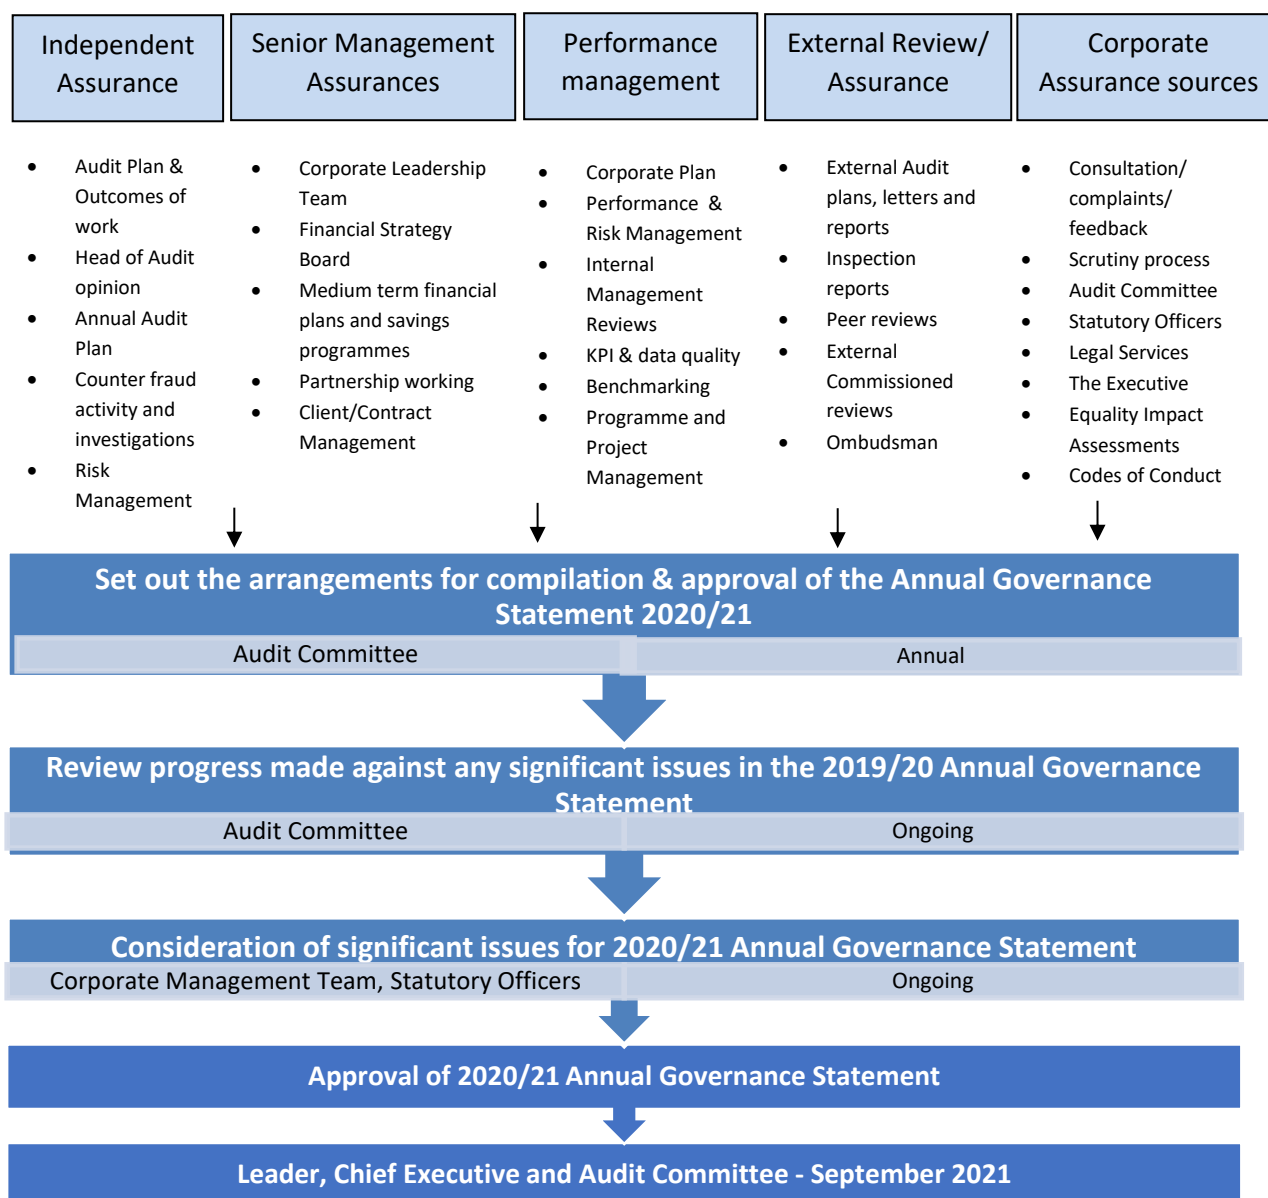 Independent
Assurance
Senior Management
Assurances
Performance
management
External Review/
Assurance
Corporate
Assurance sources
• Audit Plan &
Outcomes of
work
• Head of Audit
opinion
• Annual Audit
Plan
• Counter fraud
activity and
investigations
• Risk
Management
• Corporate Leadership
Team
• Financial Strategy
Board
• Medium term financial
plans and savings
programmes
• Partnership working
• Client/Contract
Management
• Corporate Plan
• Performance &
Risk Management
• Internal
Management
Reviews
• KPI & data quality
• Benchmarking
• Programme and
Project
Management
• External Audit
plans, letters and
reports
• Inspection
reports
• Peer reviews
• External
Commissioned
reviews
• Ombudsman
• Consultation/
complaints/
feedback
• Scrutiny process
• Audit Committee
• Statutory Officers
• Legal Services
• The Executive
• Equality Impact
Assessments
• Codes of Conduct
Set out the arrangements for compilation & approval of the Annual Governance
Statement 2020/21
Audit Committee
Annual
Review progress made against any significant issues in the 2019/20 Annual Governance
Statement
Audit Committee
Ongoing
Consideration of significant issues for 2020/21 Annual Governance Statement
Corporate Management Team, Statutory Officers
Ongoing
Approval of 2020/21 Annual Governance Statement
Leader, Chief Executive and Audit Committee - September 2021